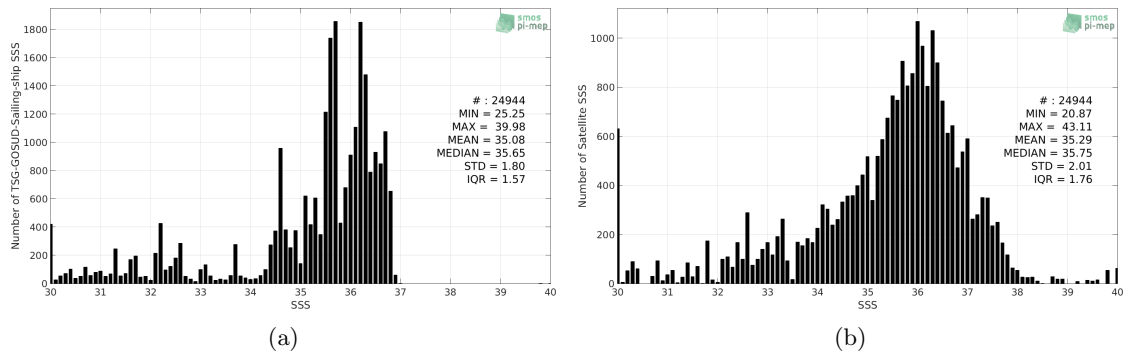 smos
pi-mep
Number of TSG-GOSUD-Sailing-ship SSS
1800
1600
1400
1200
1000
800
600
400
200
0
# : 24944
MIN = 25.25
MAX = 39.98
MEAN = 35.08
MEDIAN = 35.65
STD = 1.80
IQR = 1.57
30 31 32 33 34 35 36 37 38 39 40
SSS
(a)
smos
pi-mep
Number of Satellite SSS
1000
800
600
400
200
0
# : 24944
MIN = 20.87
MAX = 43.11
MEAN = 35.29
MEDIAN = 35.75
STD = 2.01
IQR = 1.76
30 31 32 33 34 35 36 37 38 39 40
SSS
(b)